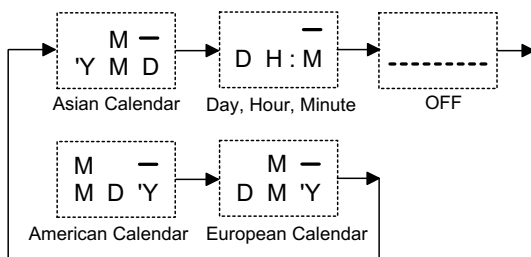 M —
'Y M D
Asian Calendar
—
D H : M
Day, Hour, Minute
---------
OFF
M —
M D 'Y
American Calendar
M —
D M 'Y
European Calendar